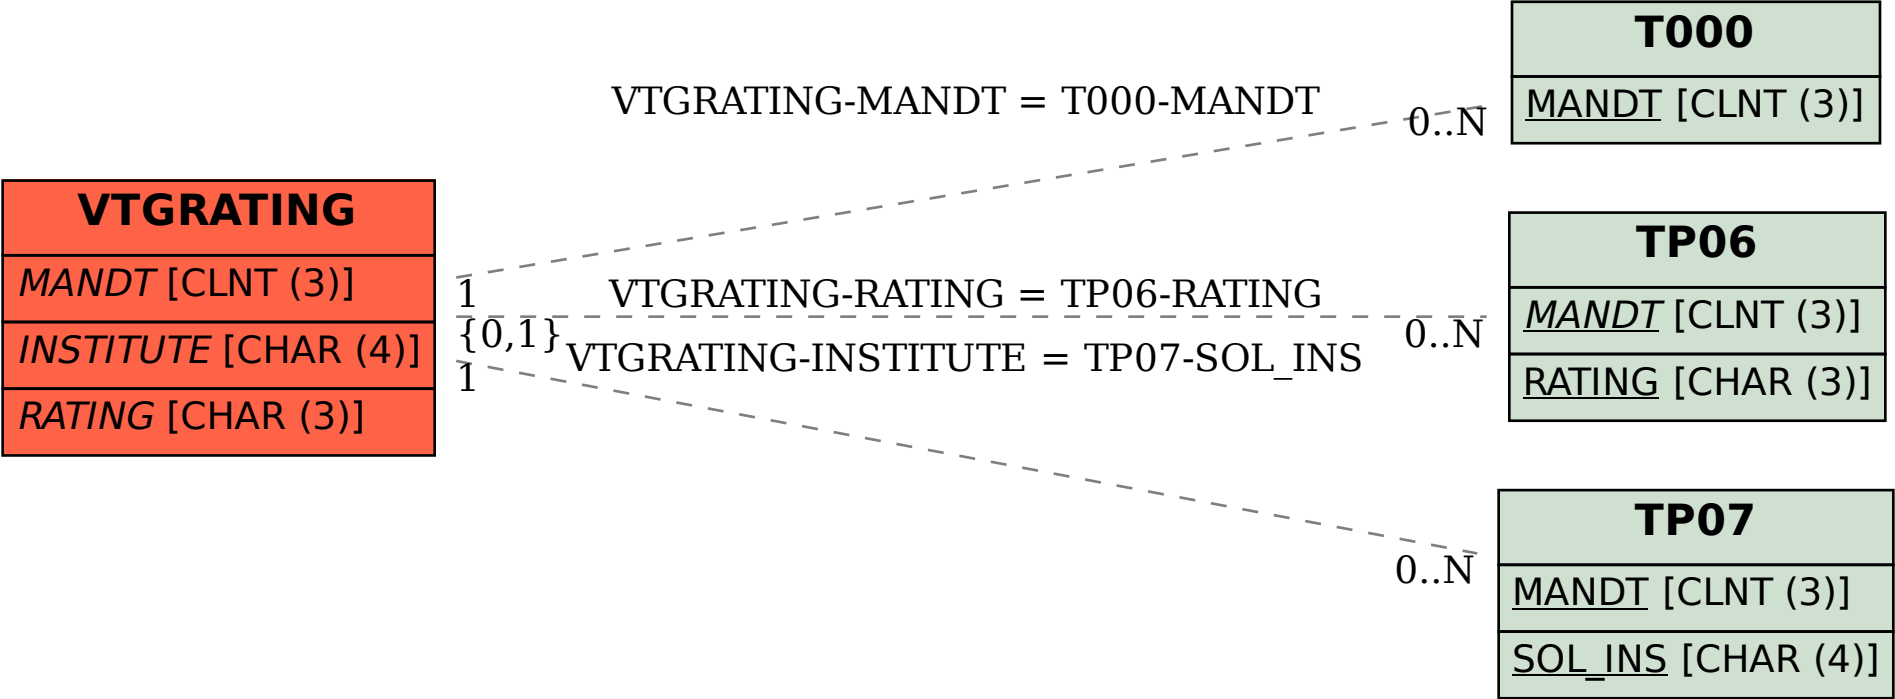 VTGRATING
MANDT [CLNT (3)]
INSTITUTE [CHAR (4)]
RATING [CHAR (3)]
VTGRATING-MANDT = T000-MANDT
0..N
1
VTGRATING-RATING = TP06-RATING
{0,1}
0..N
VTGRATING-INSTITUTE = TP07-SOL_INS
1
0..N
T000
MANDT [CLNT (3)]
TP06
MANDT [CLNT (3)]
RATING [CHAR (3)]
TP07
MANDT [CLNT (3)]
SOL_INS [CHAR (4)]